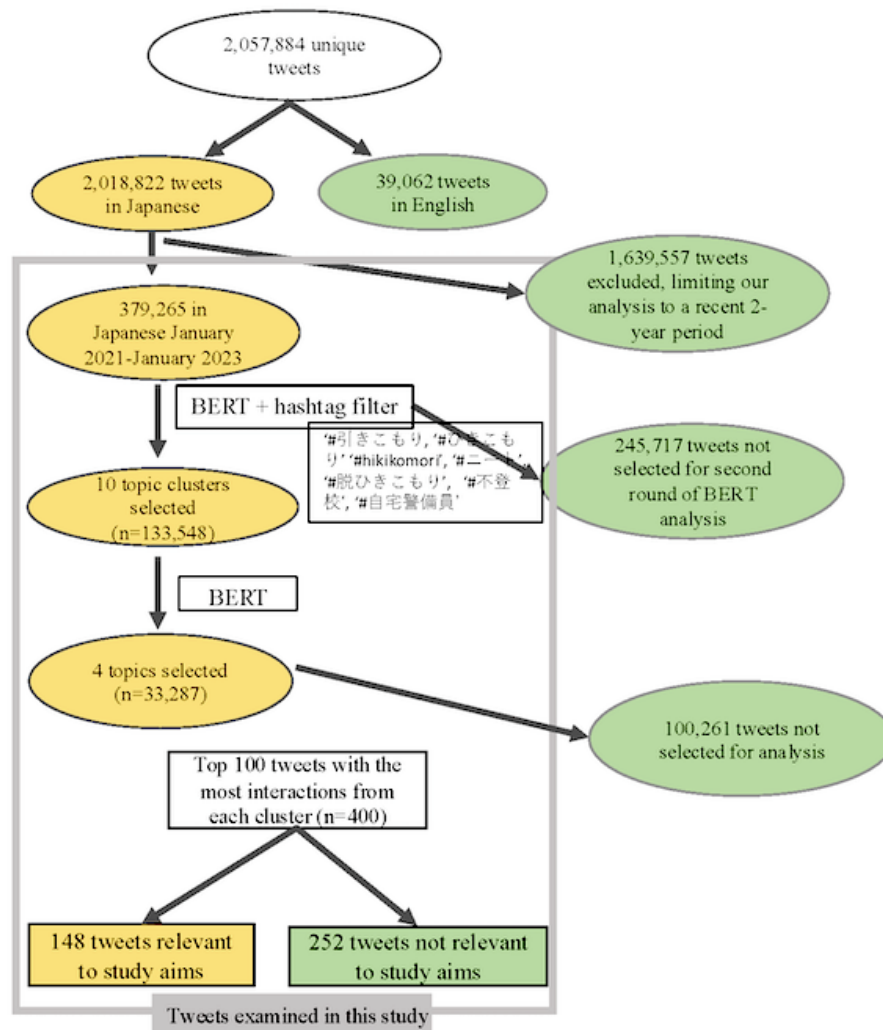 2,057,884 unique
tweets
2,018,822 tweets
in Japanese
39,062 tweets
in English
1,639,557 tweets
excluded, limiting our
analysis to a recent 2-
year period
379,265 in
Japanese January
2021-January 2023
BERT + hashtag filter
'#引きこもり, '#ひきこも
り' '#hikikomori', '#ニート',
'#脱ひきこもり', '#不登
校', '#自宅警備員'
245,717 tweets not
selected for second
round of BERT
analysis
10 topic clusters
selected
(n=133,548)
BERT
4 topics selected
(n=33,287)
100,261 tweets not
selected for analysis
Top 100 tweets with the
most interactions from
each cluster (n=400)
148 tweets relevant
to study aims
252 tweets not relevant
to study aims
Tweets examined in this study